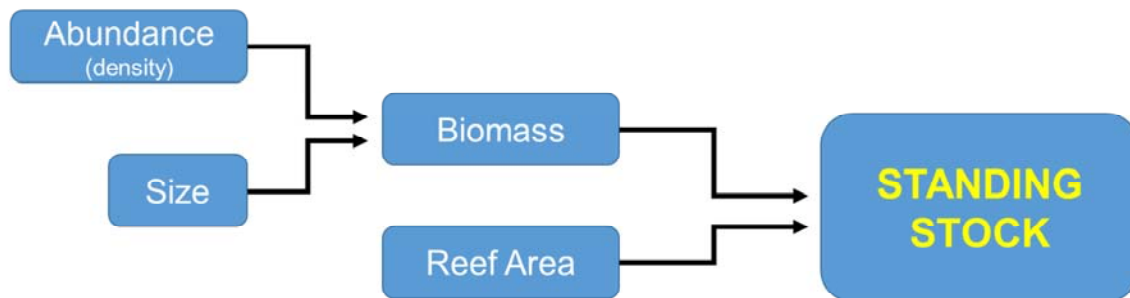 Abundance
(density)
Size
Biomass
Reef Area
STANDING
STOCK